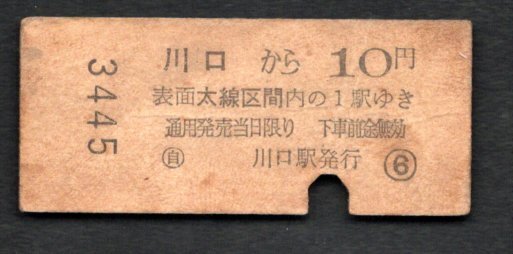 3445
川口 から 10円
表面太線区間内の1駅ゆき
通用発売当日限り 下車前途無効
㊀
川口駅発行 ⑥